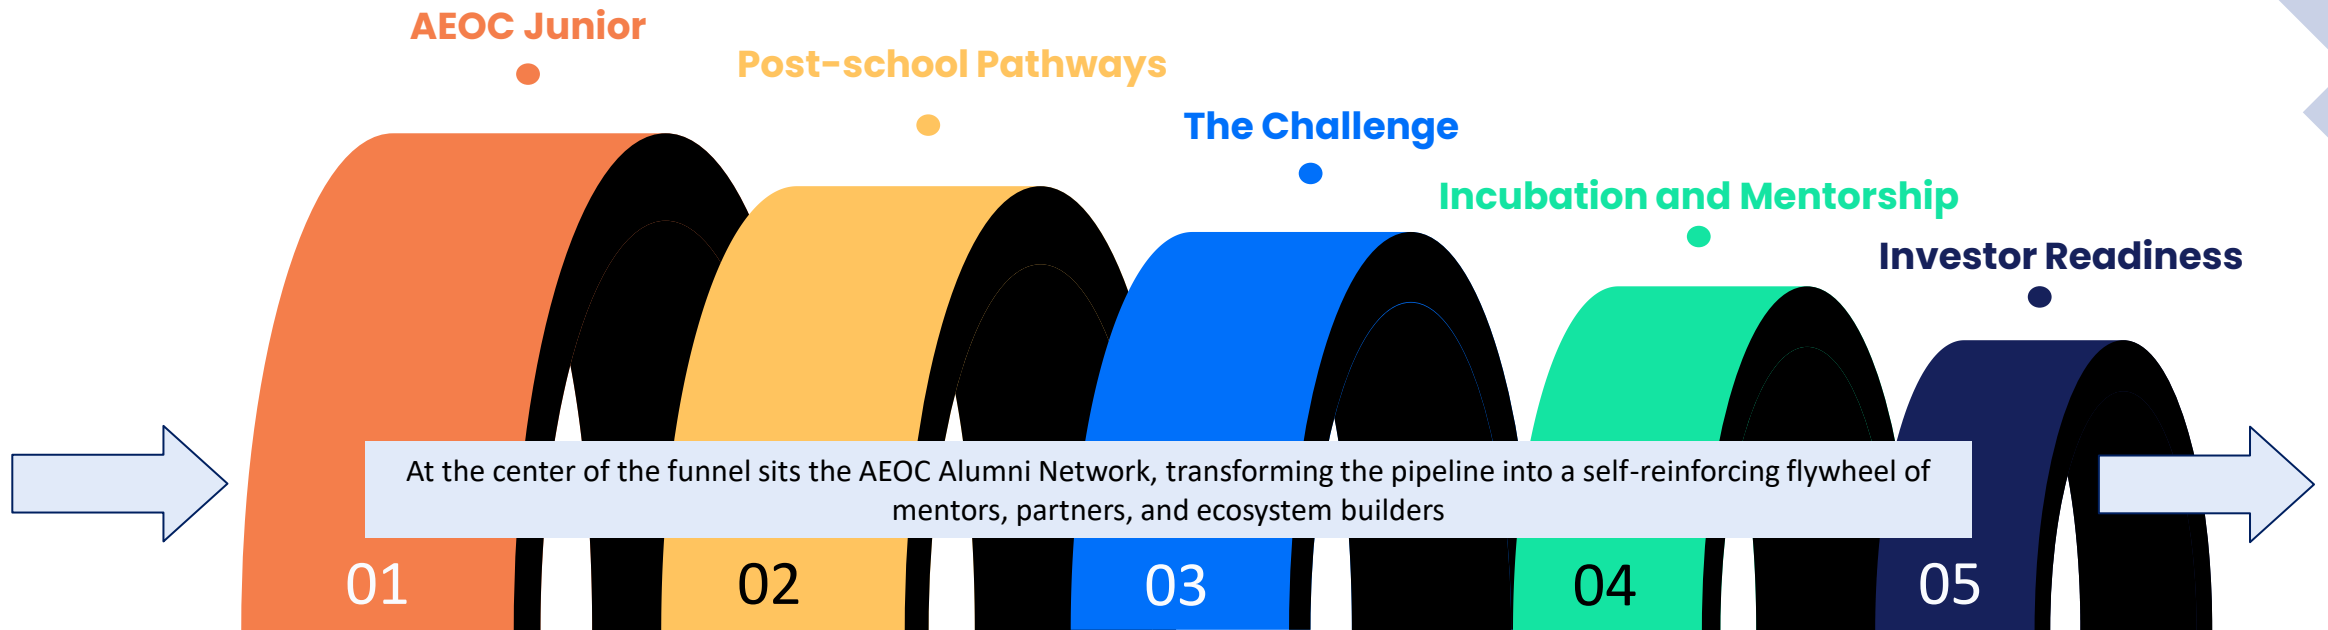 AEOC Junior
Post-school Pathways
The Challenge
Incubation and Mentorship
Investor Readiness
At the center of the funnel sits the AEOC Alumni Network, transforming the pipeline into a self-reinforcing flywheel of
mentors, partners, and ecosystem builders
01
02
03
04
05